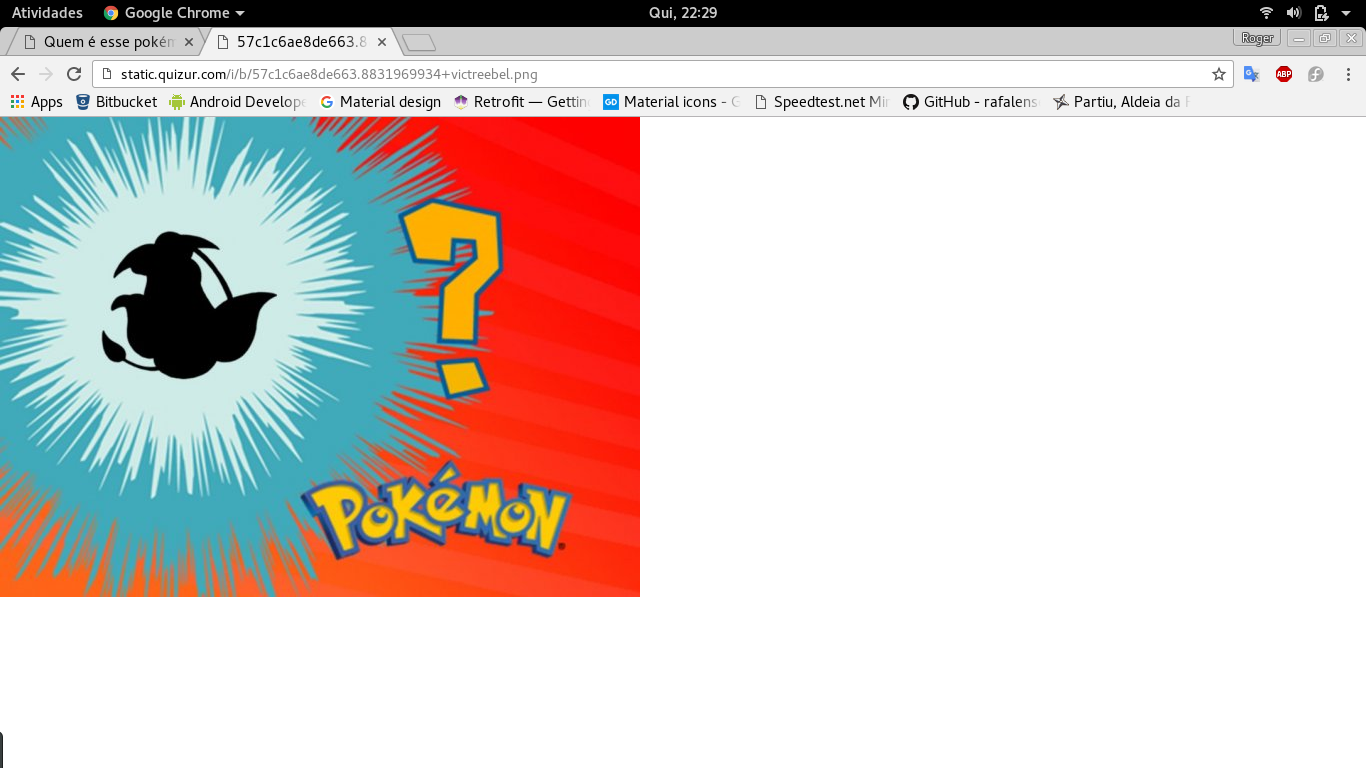 Atividades Google Chrome Qui, 22:29
Quem é esse pokém 57c1c6ae8de663.8 Roger
static.quizur.com/i/b/57c1c6ae8de663.8831969934+victreebel.png ABP
Apps Bitbucket Android Develope Material design Retrofit — Gettin GD Material icons - G Speedtest.net Min GitHub - rafalens Partiu, Aldeia da F
?
POKéMON